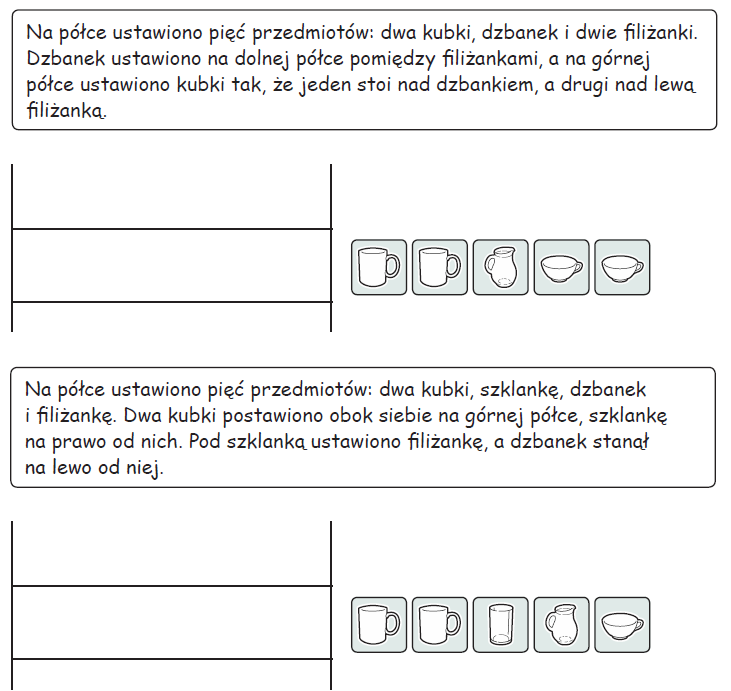 Na półce ustawiono pięć przedmiotów: dwa kubki, dzbanek i dwie filiżanki.
Dzbanek ustawiono na dolnej półce pomiędzy filiżankami, a na górnej
półce ustawiono kubki tak, że jeden stoi nad dzbankiem, a drugi nad lewą
filiżanką.
Na półce ustawiono pięć przedmiotów: dwa kubki, szklankę, dzbanek
i filiżankę. Dwa kubki postawiono obok siebie na górnej półce, szklankę
na prawo od nich. Pod szklanką ustawiono filiżankę, a dzbanek stanął
na lewo od niej.